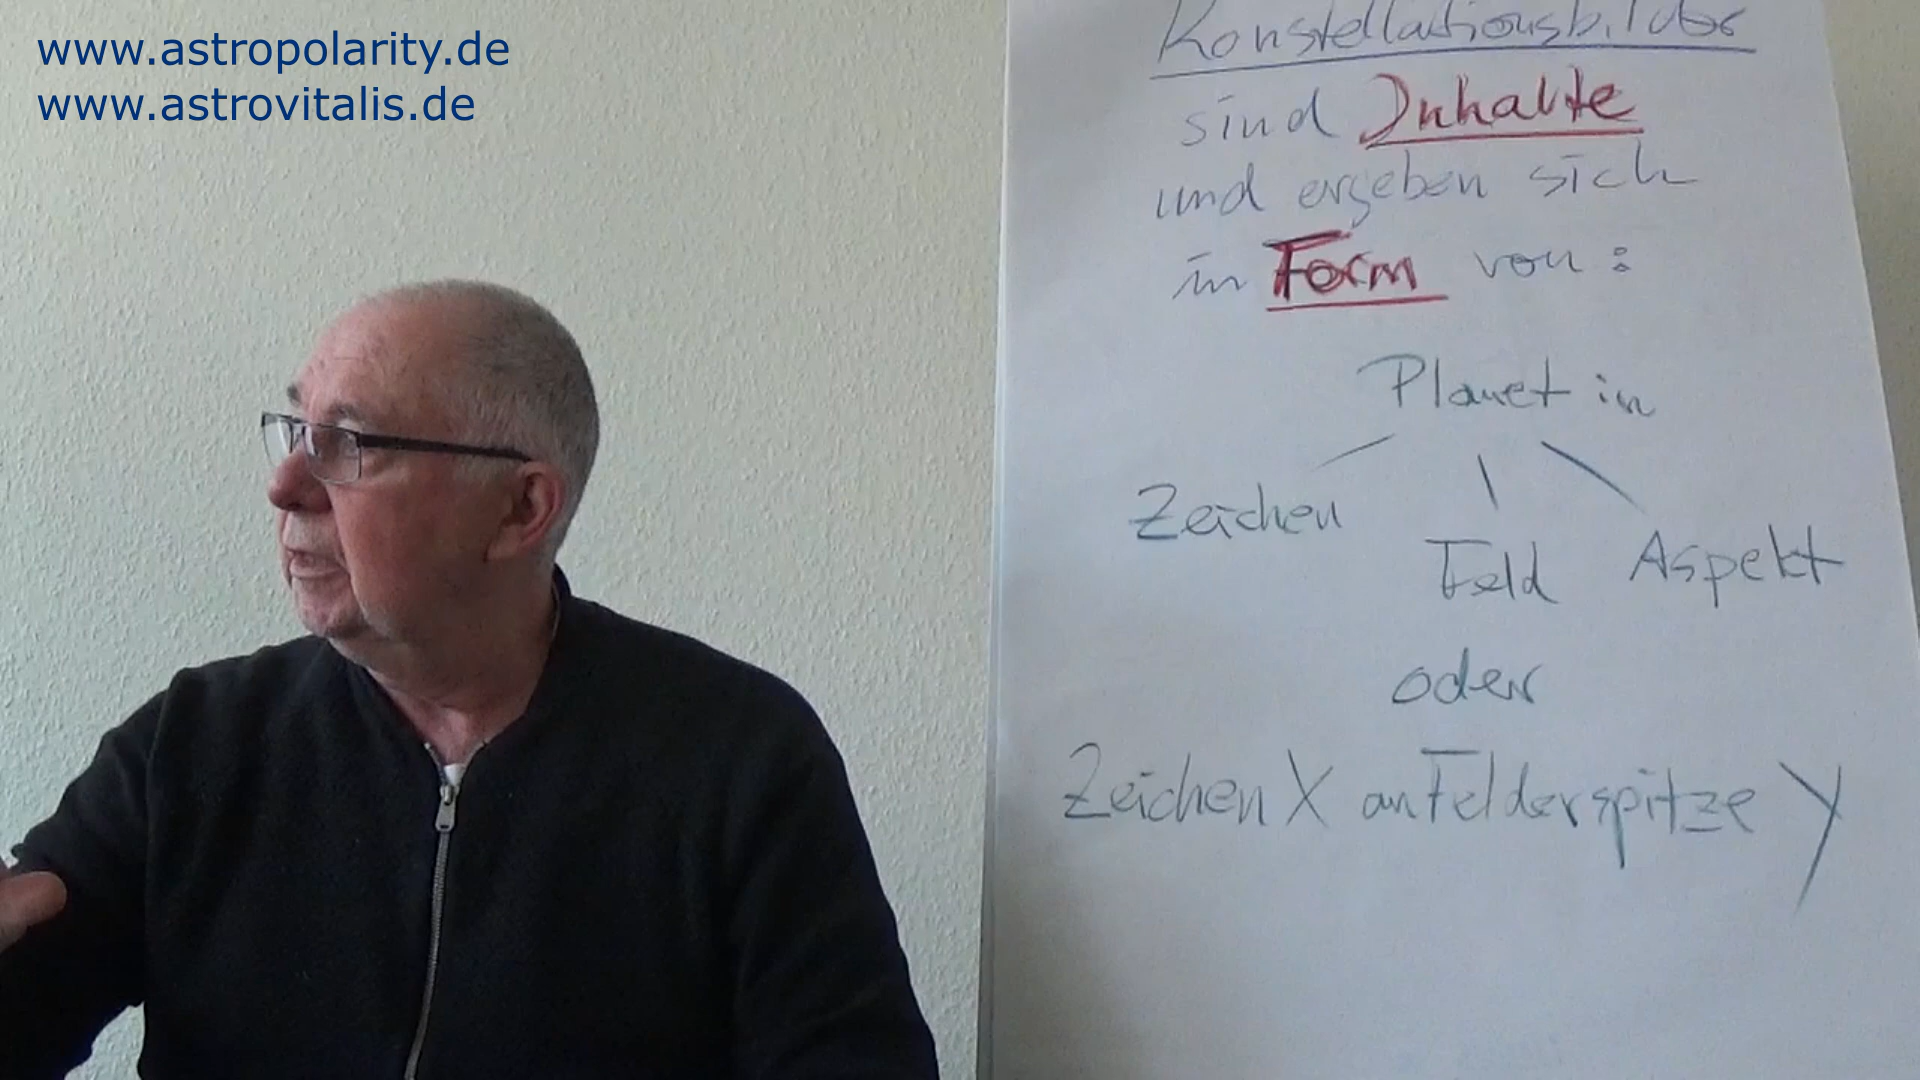 www.astropolarity.de
www.astrovitalis.de
Konstellationsbilder
sind Inhalte
und ergeben sich
in Form von:
Planet in
Zeichen
Feld
Aspekt
oder
Zeichen X an Felderspitze Y